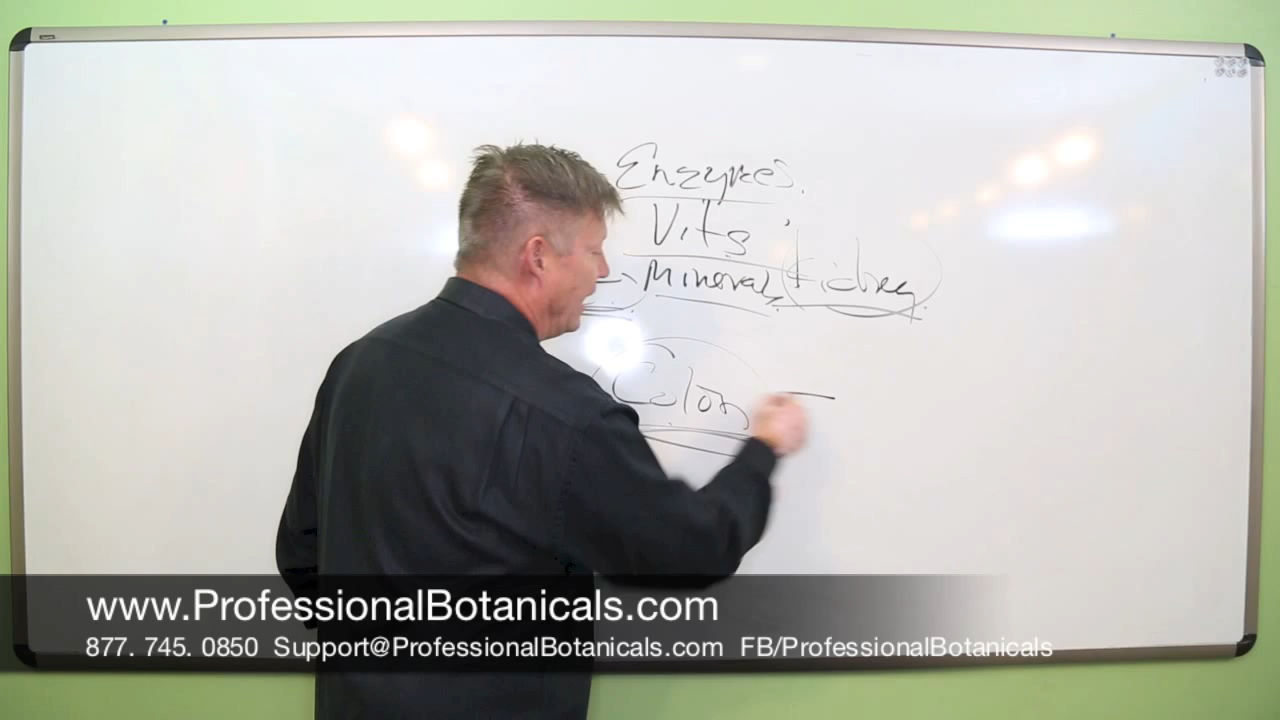 Enzymes.
Vits
Minerals, Kidney
Colon
www.ProfessionalBotanicals.com
877. 745. 0850 Support@ProfessionalBotanicals.com FB/ProfessionalBotanicals